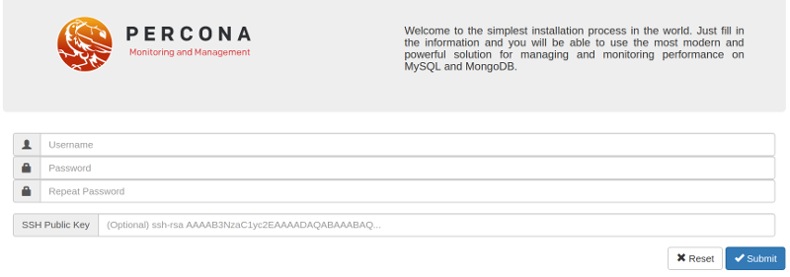 PERCONA
Monitoring and Management
Welcome to the simplest installation process in the world. Just fill in
the information and you will be able to use the most modern and
powerful solution for managing and monitoring performance on
MySQL and MongoDB.
Username
Password
Repeat Password
SSH Public Key (Optional) ssh-rsa AAAAB3NzaC1yc2EAAAADAQABAAABAQ...
Reset Submit